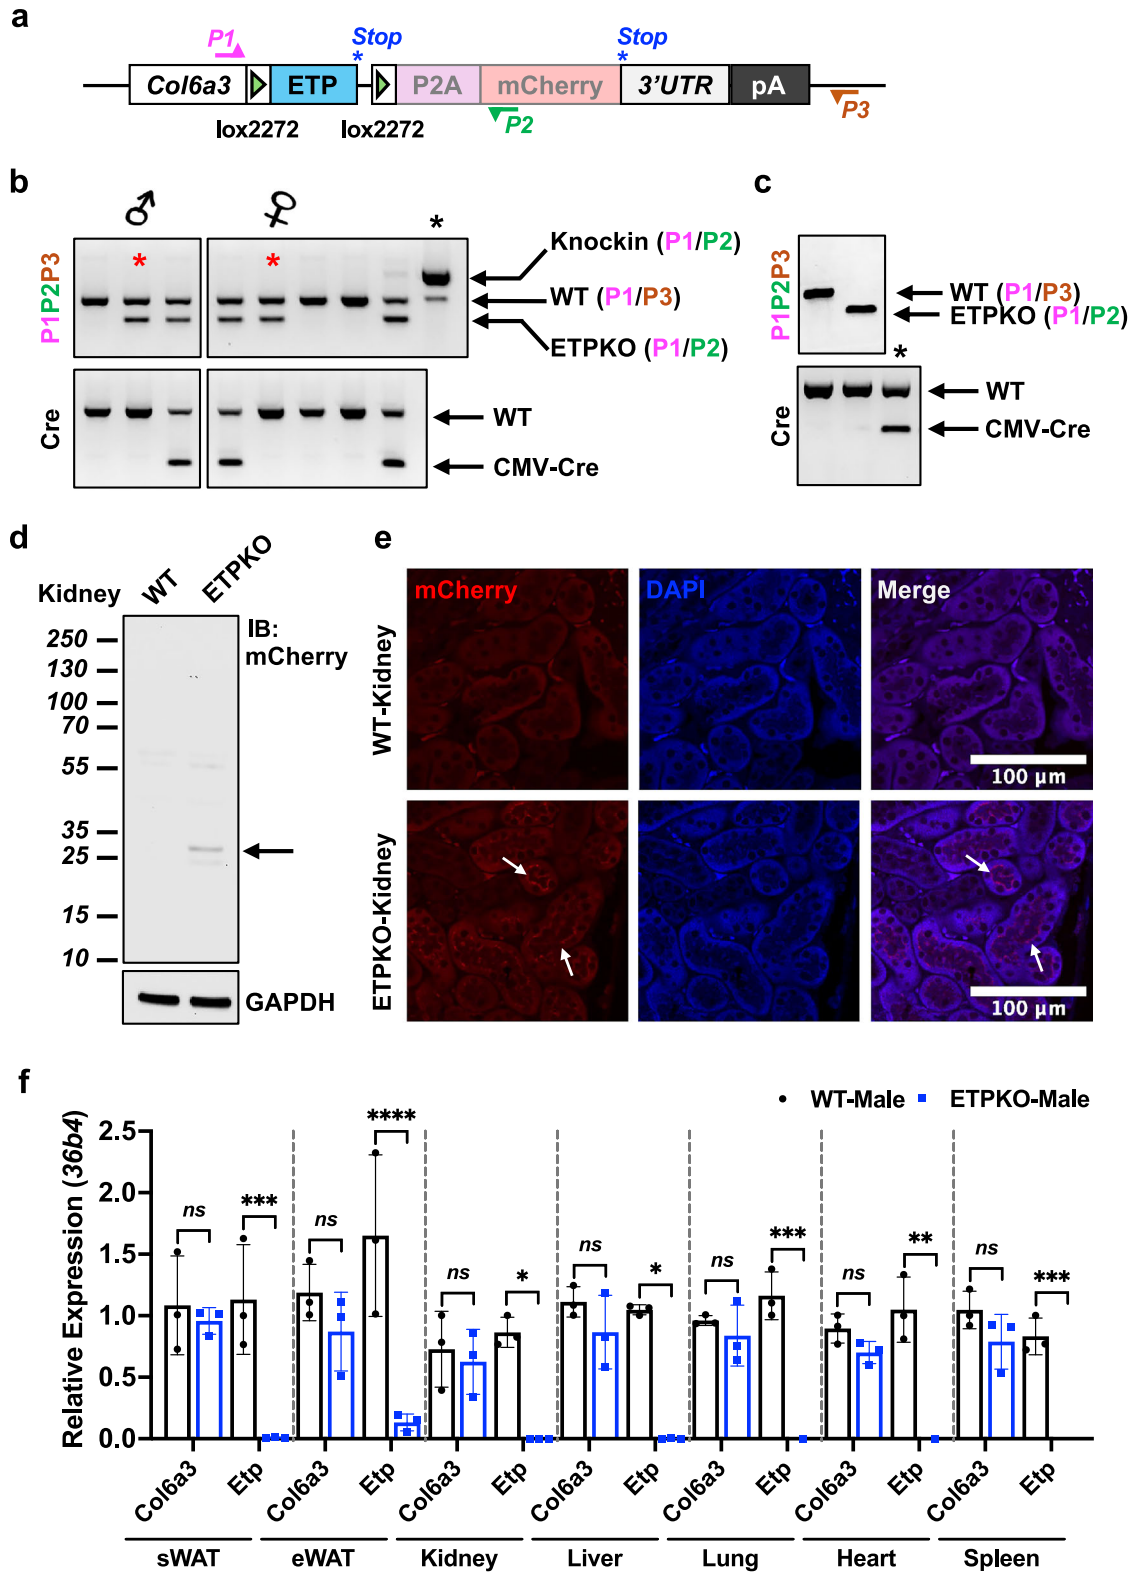 a
P1
Stop
*
Stop
*
Col6a3
ETP
P2A
mCherry
3'UTR
pA
lox2272
lox2272
P2
P3
b
♂
♀
*
P1P2P3
*
*
Knockin (P1/P2)
WT (P1/P3)
ETPKO (P1/P2)
Cre
WT
CMV-Cre
c
P1P2P3
WT (P1/P3)
ETPKO (P1/P2)
*
Cre
WT
CMV-Cre
d
Kidney
WT
ETPKO
IB:
mCherry
250
130
100
70
55
35
25
15
10
GAPDH
e
mCherry
DAPI
Merge
WT-Kidney
100 μm
ETPKO-Kidney
100 μm
f
WT-Male
ETPKO-Male
Relative Expression (36b4)
2.5
2.0
1.5
1.0
0.5
0.0
ns
***
ns
****
ns
*
ns
*
ns
***
ns
**
ns
***
Col6a3
Etp
Col6a3
Etp
Col6a3
Etp
Col6a3
Etp
Col6a3
Etp
Col6a3
Etp
Col6a3
Etp
sWAT
eWAT
Kidney
Liver
Lung
Heart
Spleen